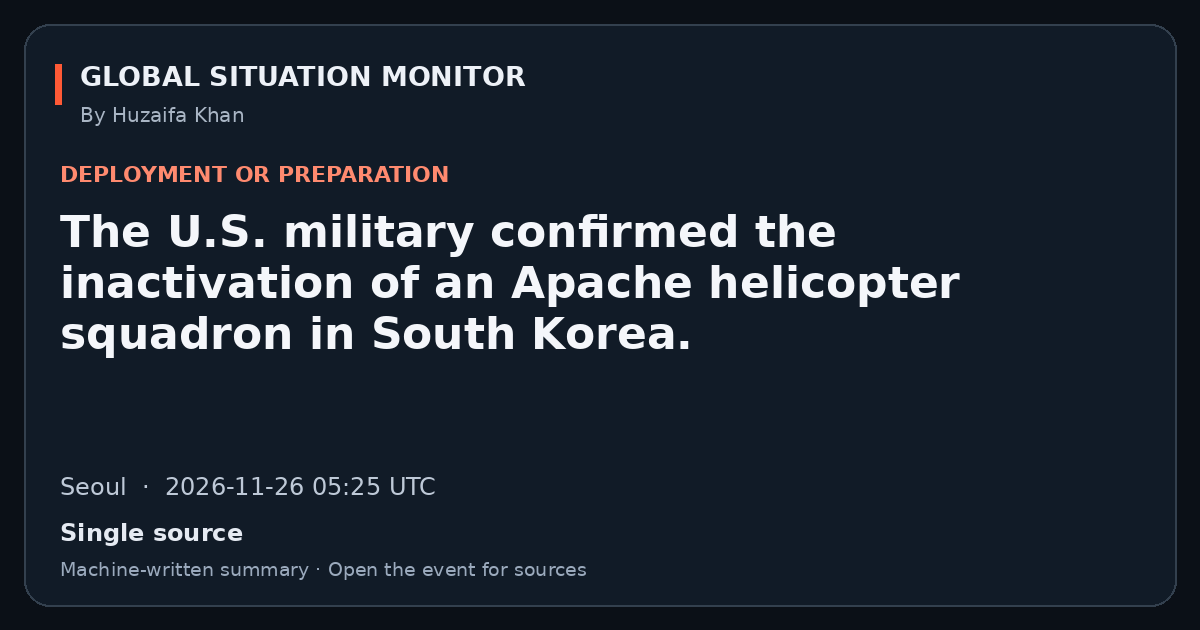 GLOBAL SITUATION MONITOR
By Huzaifa Khan
DEPLOYMENT OR PREPARATION
The U.S. military confirmed the
inactivation of an Apache helicopter
squadron in South Korea.
Seoul · 2026-11-26 05:25 UTC
Single source
Machine-written summary · Open the event for sources